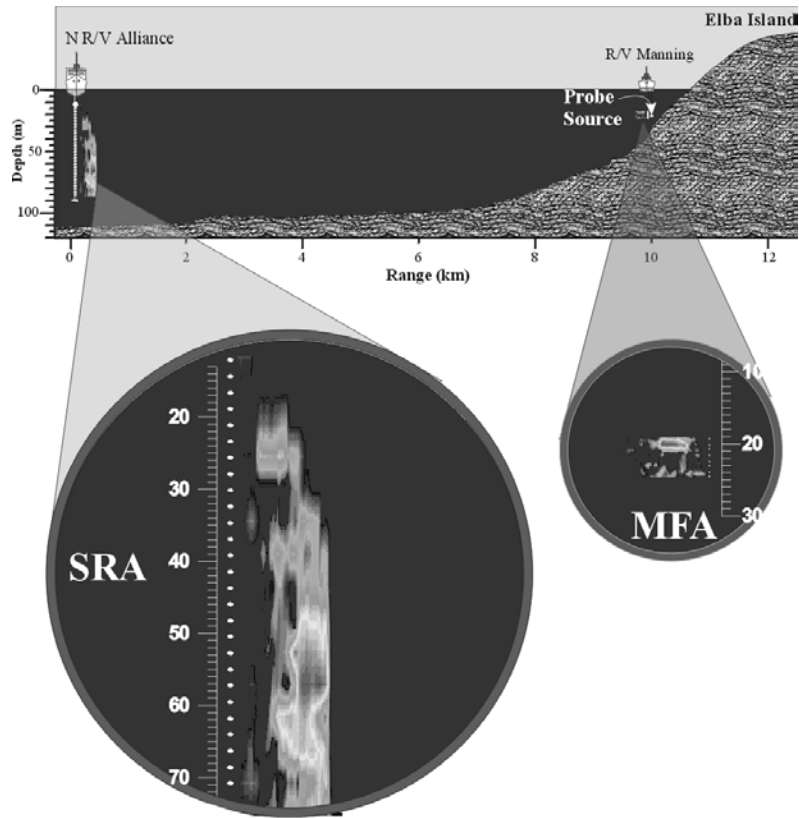 Elba Island
N R/V Alliance
R/V Manning
Probe
Source
Depth (m)
0
50
100
0 2 4 6 8 10 12
Range (km)
SRA
20
30
40
50
60
70
MFA
10
20
30